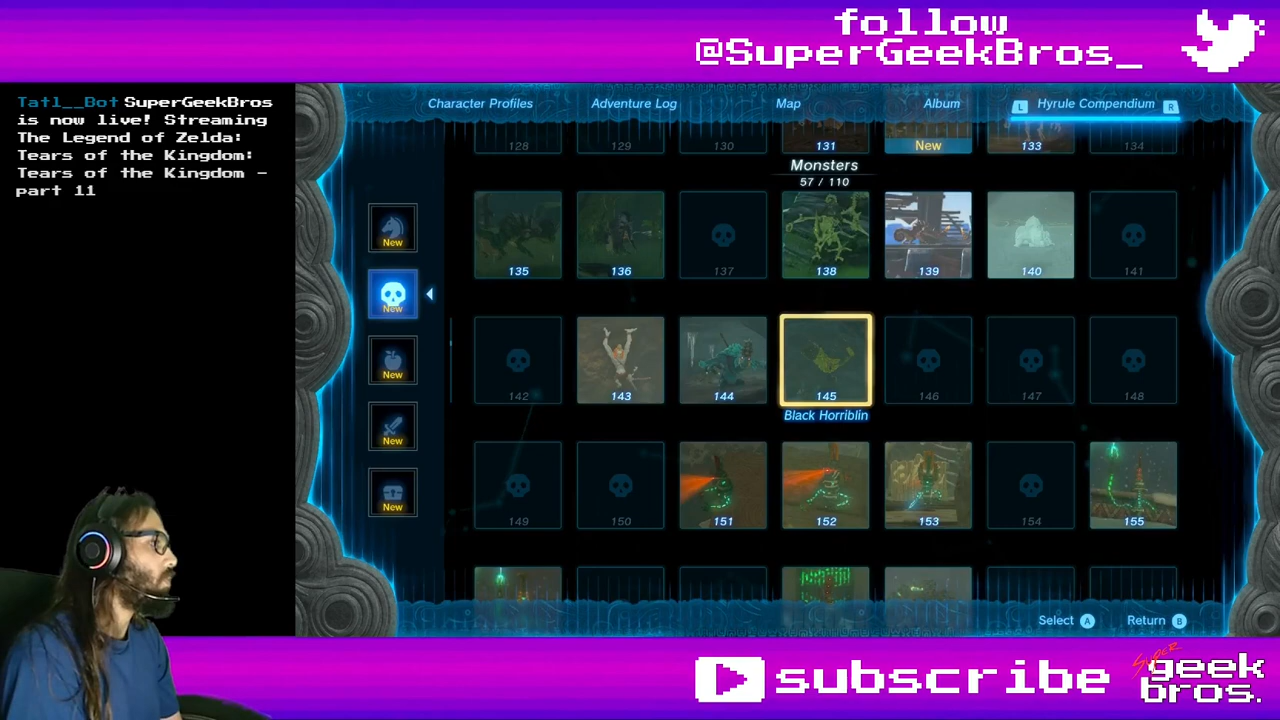 follow
@SuperGeekBros_
Tatl__Bot SuperGeekBros
is now live! Streaming
The Legend of Zelda:
Tears of the Kingdom:
Tears of the Kingdom -
part 11
Character Profiles Adventure Log Map Album L Hyrule Compendium R
128 129 130 131 New 133 134
Monsters
57 / 110
New
135 136 137 138 139 140 141
New
142 143 144 145 146 147 148
Black Horriblin
New
New
149 150 151 152 153 154 155
New
Select A Return B
subscribe
SUPER
geek
bros.